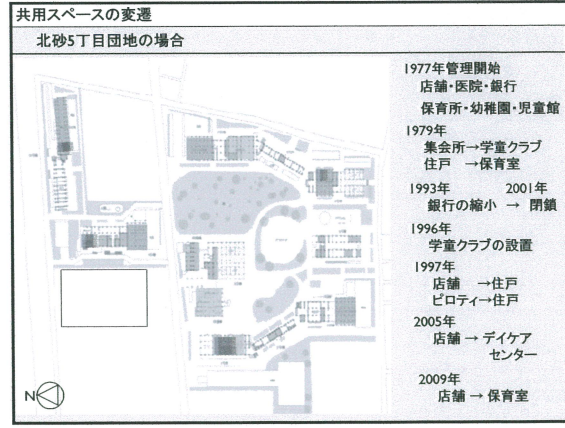 共用スペースの変遷
北砂5丁目団地の場合
1977年管理開始
店舗・医院・銀行
保育所・幼稚園・児童館
1979年
集会所→学童クラブ
住戸 →保育室
1993年 2001年
銀行の縮小 → 閉鎖
1996年
学童クラブの設置
1997年
店舗 →住戸
ピロティ→住戸
2005年
店舗 → デイケア
センター
2009年
店舗 → 保育室
N